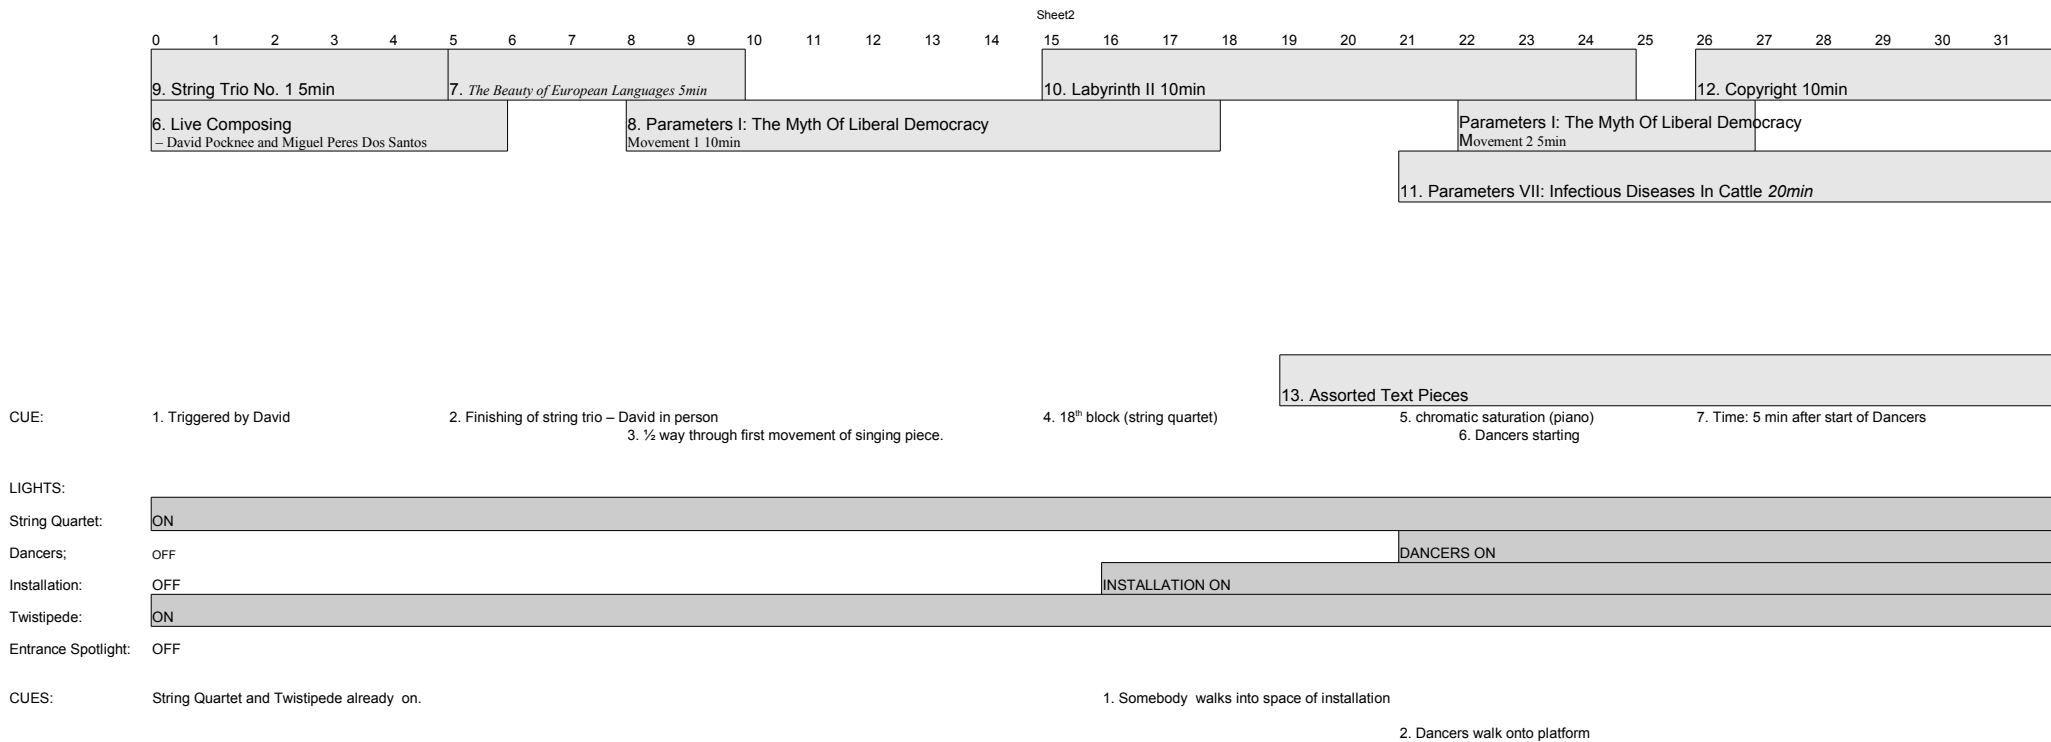 Sheet2
0 1 2 3 4 5 6 7 8 9 10 11 12 13 14 15 16 17 18 19 20 21 22 23 24 25 26 27 28 29 30 31
9. String Trio No. 1 5min
7. The Beauty of European Languages 5min
10. Labyrinth II 10min
12. Copyright 10min
6. Live Composing
– David Pocknee and Miguel Peres Dos Santos
8. Parameters I: The Myth Of Liberal Democracy
Movement 1 10min
Parameters I: The Myth Of Liberal Democracy
Movement 2 5min
11. Parameters VII: Infectious Diseases In Cattle 20min
13. Assorted Text Pieces
CUE:
1. Triggered by David
2. Finishing of string trio – David in person
3. ½ way through first movement of singing piece.
4. 18th block (string quartet)
5. chromatic saturation (piano)
6. Dancers starting
7. Time: 5 min after start of Dancers
LIGHTS:
String Quartet: ON
Dancers; OFF DANCERS ON
Installation: OFF INSTALLATION ON
Twistipede: ON
Entrance Spotlight: OFF
CUES: String Quartet and Twistipede already on. 1. Somebody walks into space of installation
2. Dancers walk onto platform